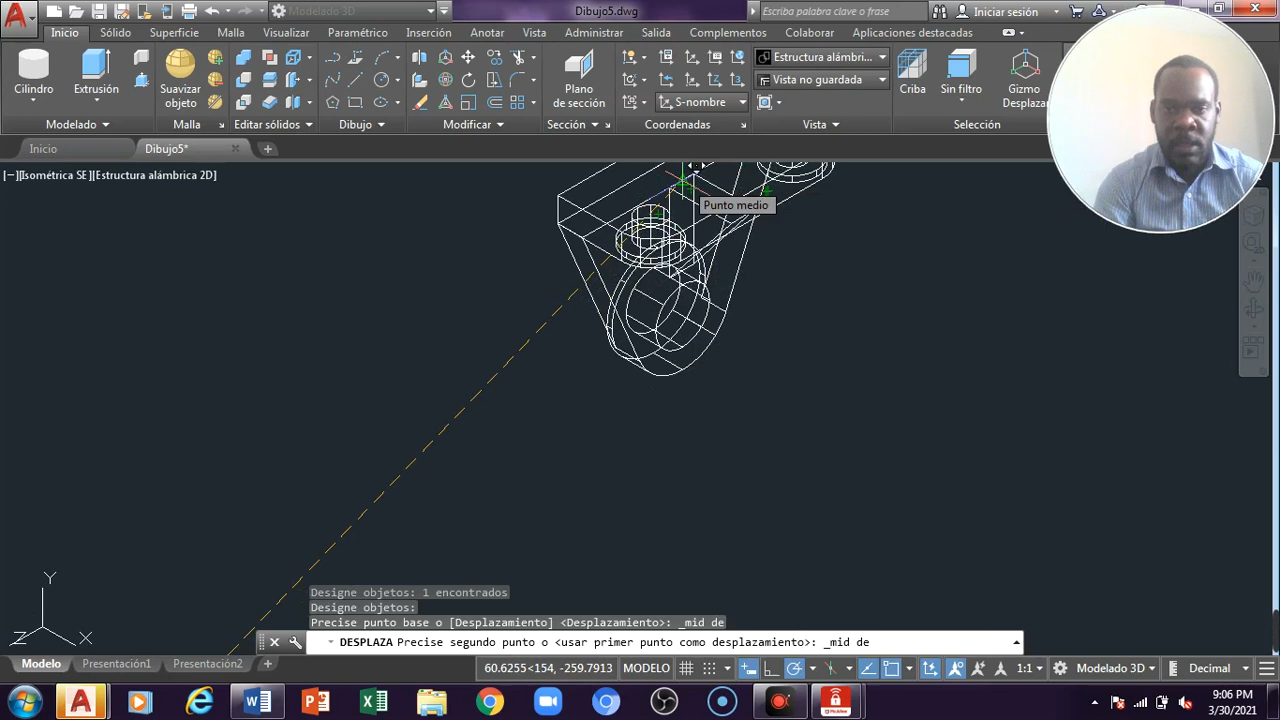 Modelado 3D
Dibujo5.dwg
Escriba palabra clave o frase
Iniciar sesión
Inicio Sólido Superficie Malla Visualizar Paramétrico Inserción Anotar Vista Administrar Salida Complementos Colaborar Aplicaciones destacadas
Estructura alámbri...
Vista no guardada
S-nombre
Cilindro Extrusión Suavizar objeto Plano de sección Criba Sin filtro Gizmo Desplaz
Modelado Malla Editar sólidos Dibujo Modificar Sección Coordenadas Vista Selección
Inicio Dibujo5*
[−][Isométrica SE][Estructura alámbrica 2D]
Punto medio
Y
Z X
Designe objetos: 1 encontrados
Designe objetos:
Precise punto base o [Desplazamiento] <Desplazamiento>: _mid de
DESPLAZA Precise segundo punto o <usar primer punto como desplazamiento>: _mid de
Modelo Presentación1 Presentación2 +
60.6255<154, -259.7913 MODELO 1:1 Modelado 3D Decimal
9:06 PM
3/30/2021